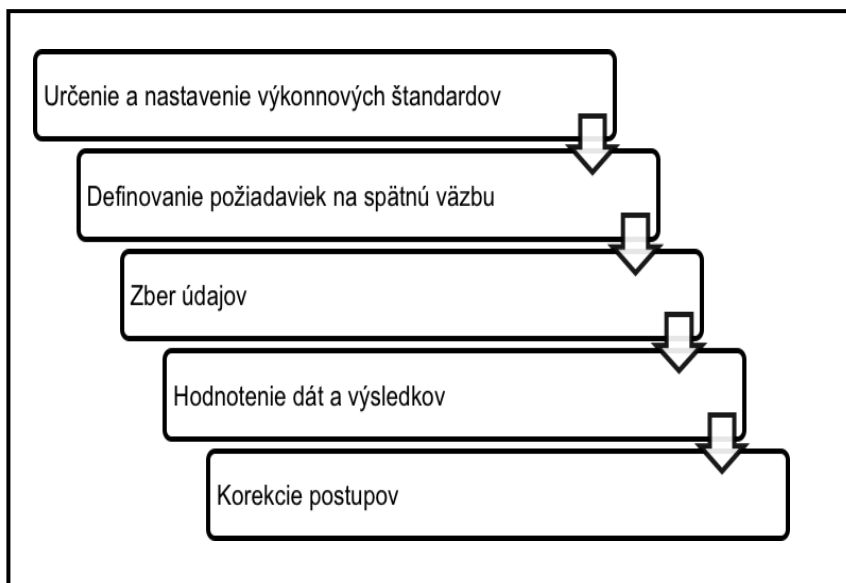 Určenie a nastavenie výkonnových štandardov
Definovanie požiadaviek na spätnú väzbu
Zber údajov
Hodnotenie dát a výsledkov
Korekcie postupov